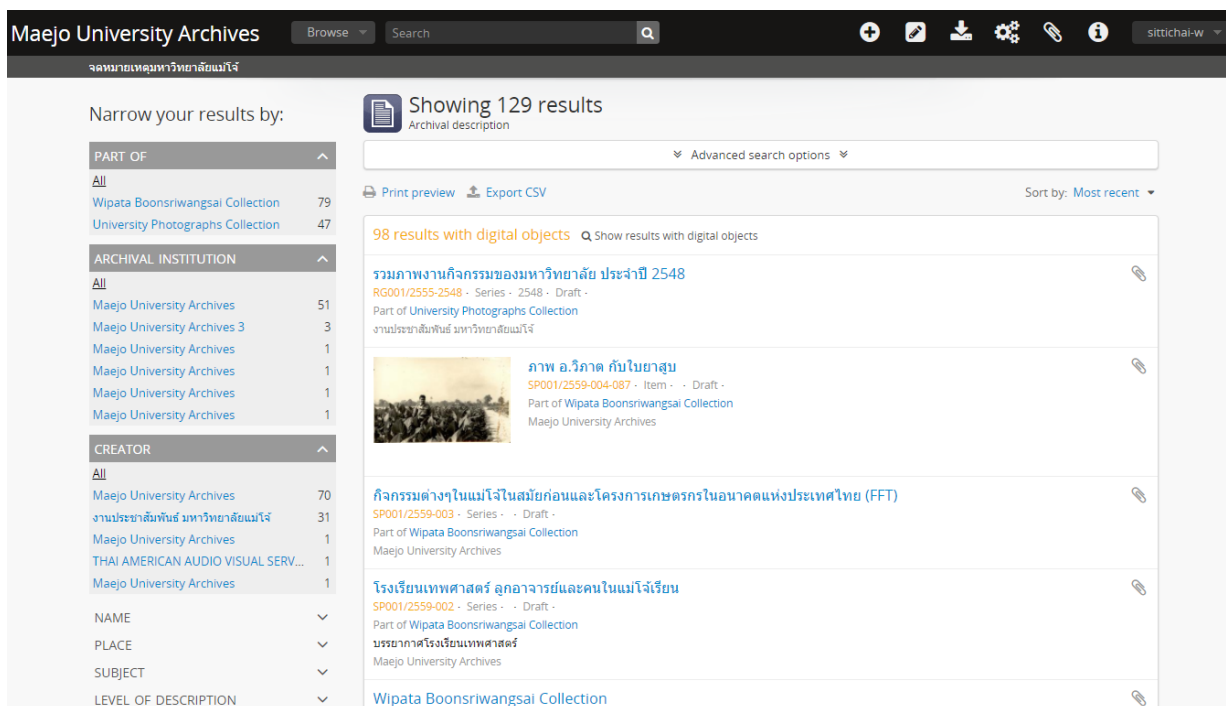 Maejo University Archives
Browse
Search
sittichai-w
จดหมายเหตุมหาวิทยาลัยแม่โจ้
Narrow your results by:
PART OF
All
Wipata Boonsriwangsai Collection 79
University Photographs Collection 47
ARCHIVAL INSTITUTION
All
Maejo University Archives 51
Maejo University Archives 3 3
Maejo University Archives 1
Maejo University Archives 1
Maejo University Archives 1
Maejo University Archives 1
CREATOR
All
Maejo University Archives 70
งานประชาสัมพันธ์ มหาวิทยาลัยแม่โจ้ 31
Maejo University Archives 1
THAI AMERICAN AUDIO VISUAL SERV... 1
Maejo University Archives 1
NAME
PLACE
SUBJECT
LEVEL OF DESCRIPTION
Showing 129 results
Archival description
Advanced search options
Print preview Export CSV
Sort by: Most recent
98 results with digital objects Show results with digital objects
รวมภาพงานกิจกรรมของมหาวิทยาลัย ประจำปี 2548
RG001/2555-2548 · Series · 2548 · Draft ·
Part of University Photographs Collection
งานประชาสัมพันธ์ มหาวิทยาลัยแม่โจ้
ภาพ อ.วิภาต กับใบยาสูบ
SP001/2559-004-087 · Item · · Draft ·
Part of Wipata Boonsriwangsai Collection
Maejo University Archives
กิจกรรมต่างๆในแม่โจ้ในสมัยก่อนและโครงการเกษตรกรในอนาคตแห่งประเทศไทย (FFT)
SP001/2559-003 · Series · · Draft ·
Part of Wipata Boonsriwangsai Collection
Maejo University Archives
โรงเรียนเทพศาสตร์ ลูกอาจารย์และคนในแม่โจ้เรียน
SP001/2559-002 · Series · · Draft ·
Part of Wipata Boonsriwangsai Collection
บรรยากาศโรงเรียนเทพศาสตร์
Maejo University Archives
Wipata Boonsriwangsai Collection